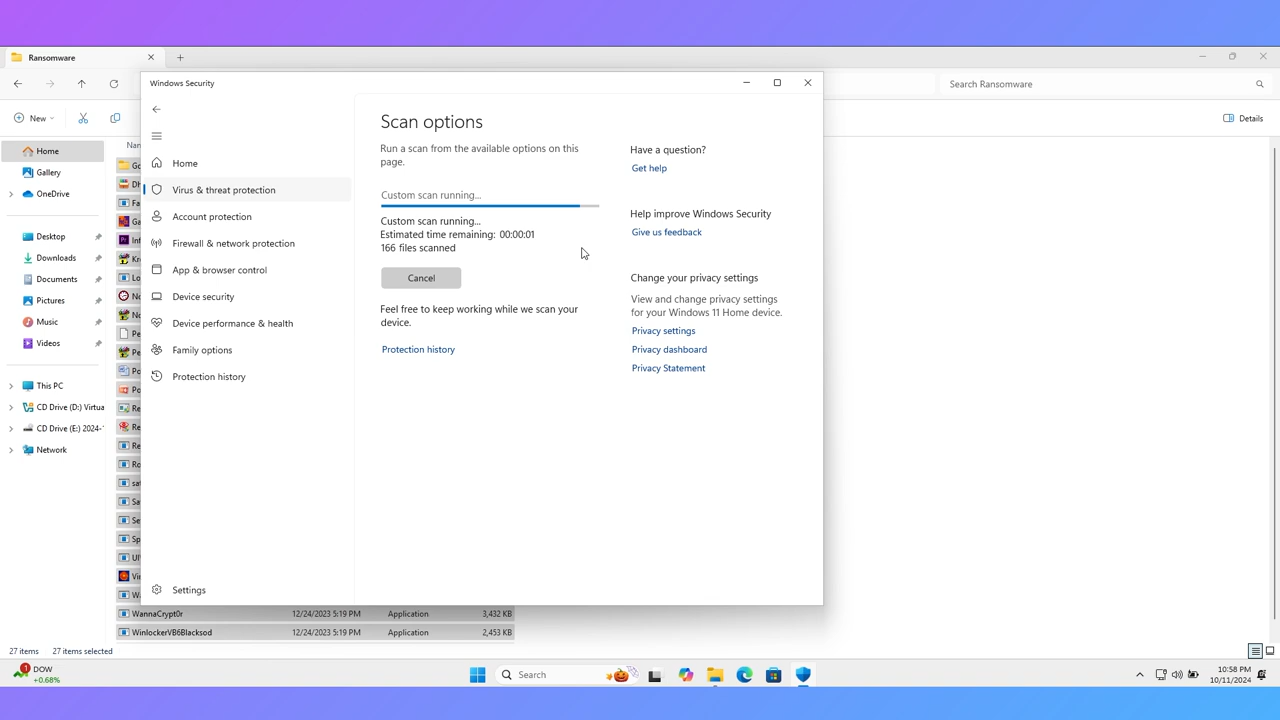 Ransomware
Search Ransomware
New
Details
Home
Gallery
OneDrive
Desktop
Downloads
Documents
Pictures
Music
Videos
This PC
CD Drive (D:) Virtua
CD Drive (E:) 2024-
Network
WannaCrypt0r 12/24/2023 5:19 PM Application 3,432 KB
WinlockerVB6Blacksod 12/24/2023 5:19 PM Application 2,453 KB
27 items 27 items selected
Windows Security
Home
Virus & threat protection
Account protection
Firewall & network protection
App & browser control
Device security
Device performance & health
Family options
Protection history
Settings
Scan options
Run a scan from the available options on this
page.
Custom scan running...
Custom scan running...
Estimated time remaining: 00:00:01
166 files scanned
Cancel
Feel free to keep working while we scan your
device.
Protection history
Have a question?
Get help
Help improve Windows Security
Give us feedback
Change your privacy settings
View and change privacy settings
for your Windows 11 Home device.
Privacy settings
Privacy dashboard
Privacy Statement
1
DOW
+0.68%
Search
10:58 PM
10/11/2024